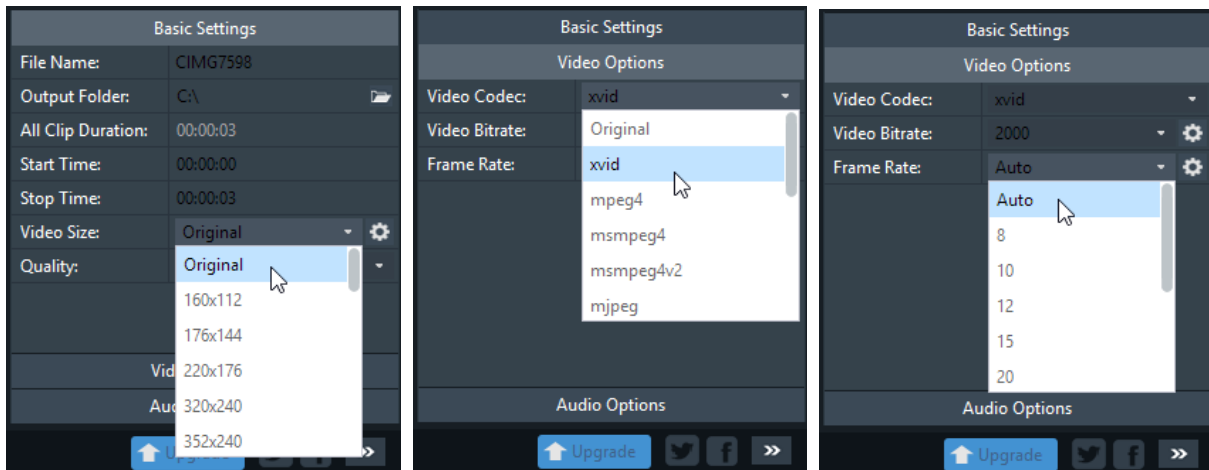 Basic Settings
File Name: CIMG7598
Output Folder: C:\
All Clip Duration: 00:00:03
Start Time: 00:00:00
Stop Time: 00:00:03
Video Size: Original
Original
Quality:
160x112
176x144
Vid 220x176
Au 320x240
352x240
Basic Settings
Video Options
Video Codec: xvid
Original
Video Bitrate:
Frame Rate: xvid
mpeg4
msmpeg4
msmpeg4v2
mjpeg
Audio Options
Upgrade
Basic Settings
Video Options
Video Codec: xvid
Video Bitrate: 2000
Frame Rate: Auto
Auto
8
10
12
15
20
Audio Options
Upgrade